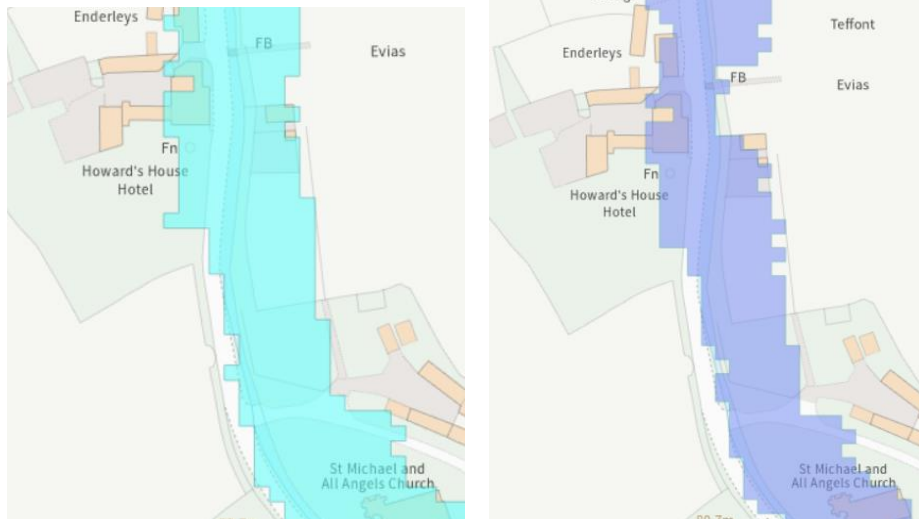 Enderleys
FB
Evias
Fn
Howard's House
Hotel
St Michael and
All Angels Church
Teffont
Enderleys
FB
Evias
Fn
Howard's House
Hotel
St Michael and
All Angels Church